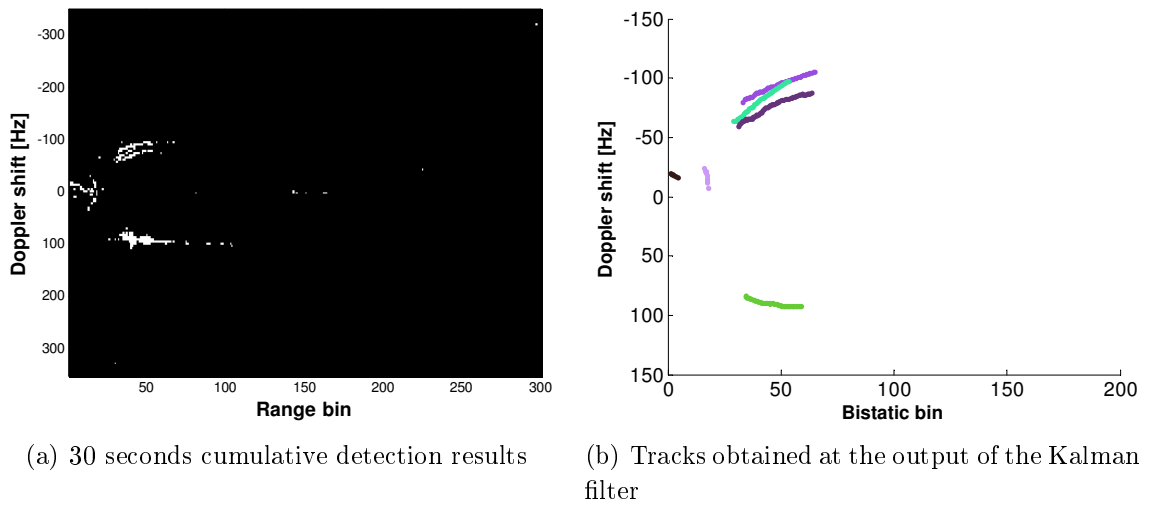 -300
-200
-100
0
100
200
300
Doppler shift [Hz]
50 100 150 200 250 300
Range bin
-150
-100
-50
0
50
100
150
Doppler shift [Hz]
0 50 100 150 200
Bistatic bin
(a) 30 seconds cumulative detection results
(b) Tracks obtained at the output of the Kalman
filter